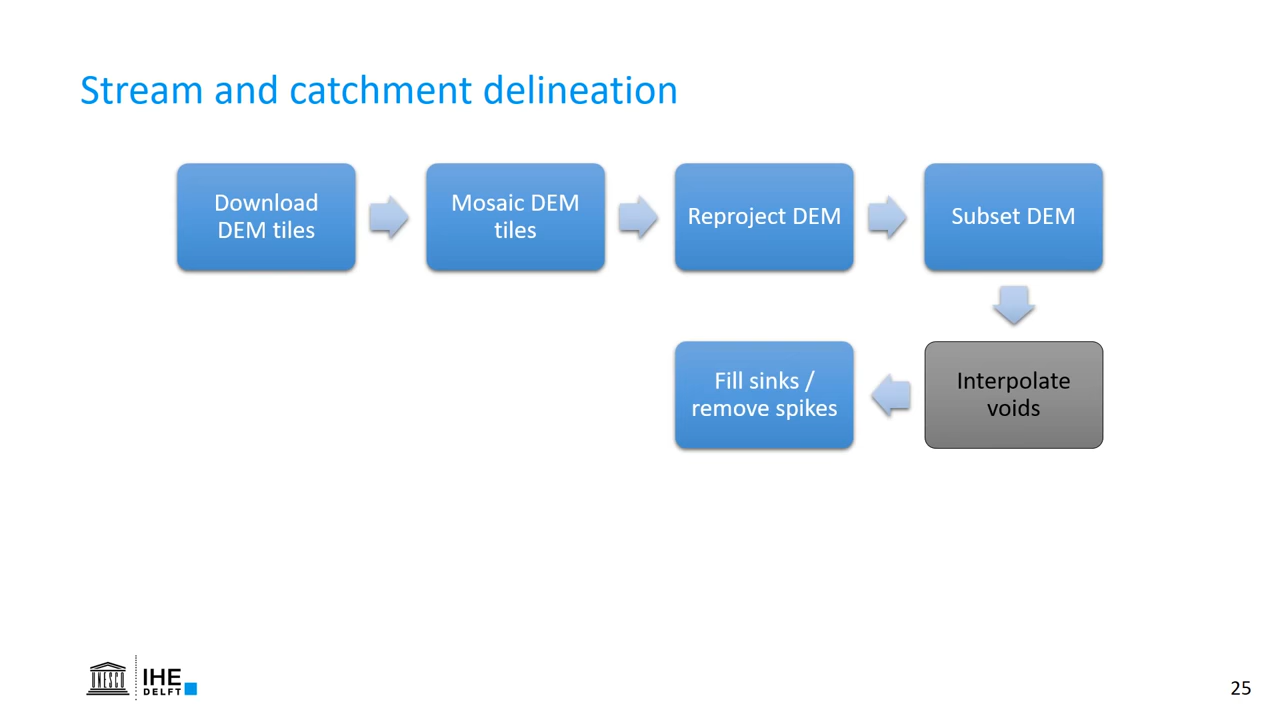 Stream and catchment delineation
Download
DEM tiles
Mosaic DEM
tiles
Reproject DEM
Subset DEM
Interpolate
voids
Fill sinks /
remove spikes
UNESCO
IHE
DELFT
25